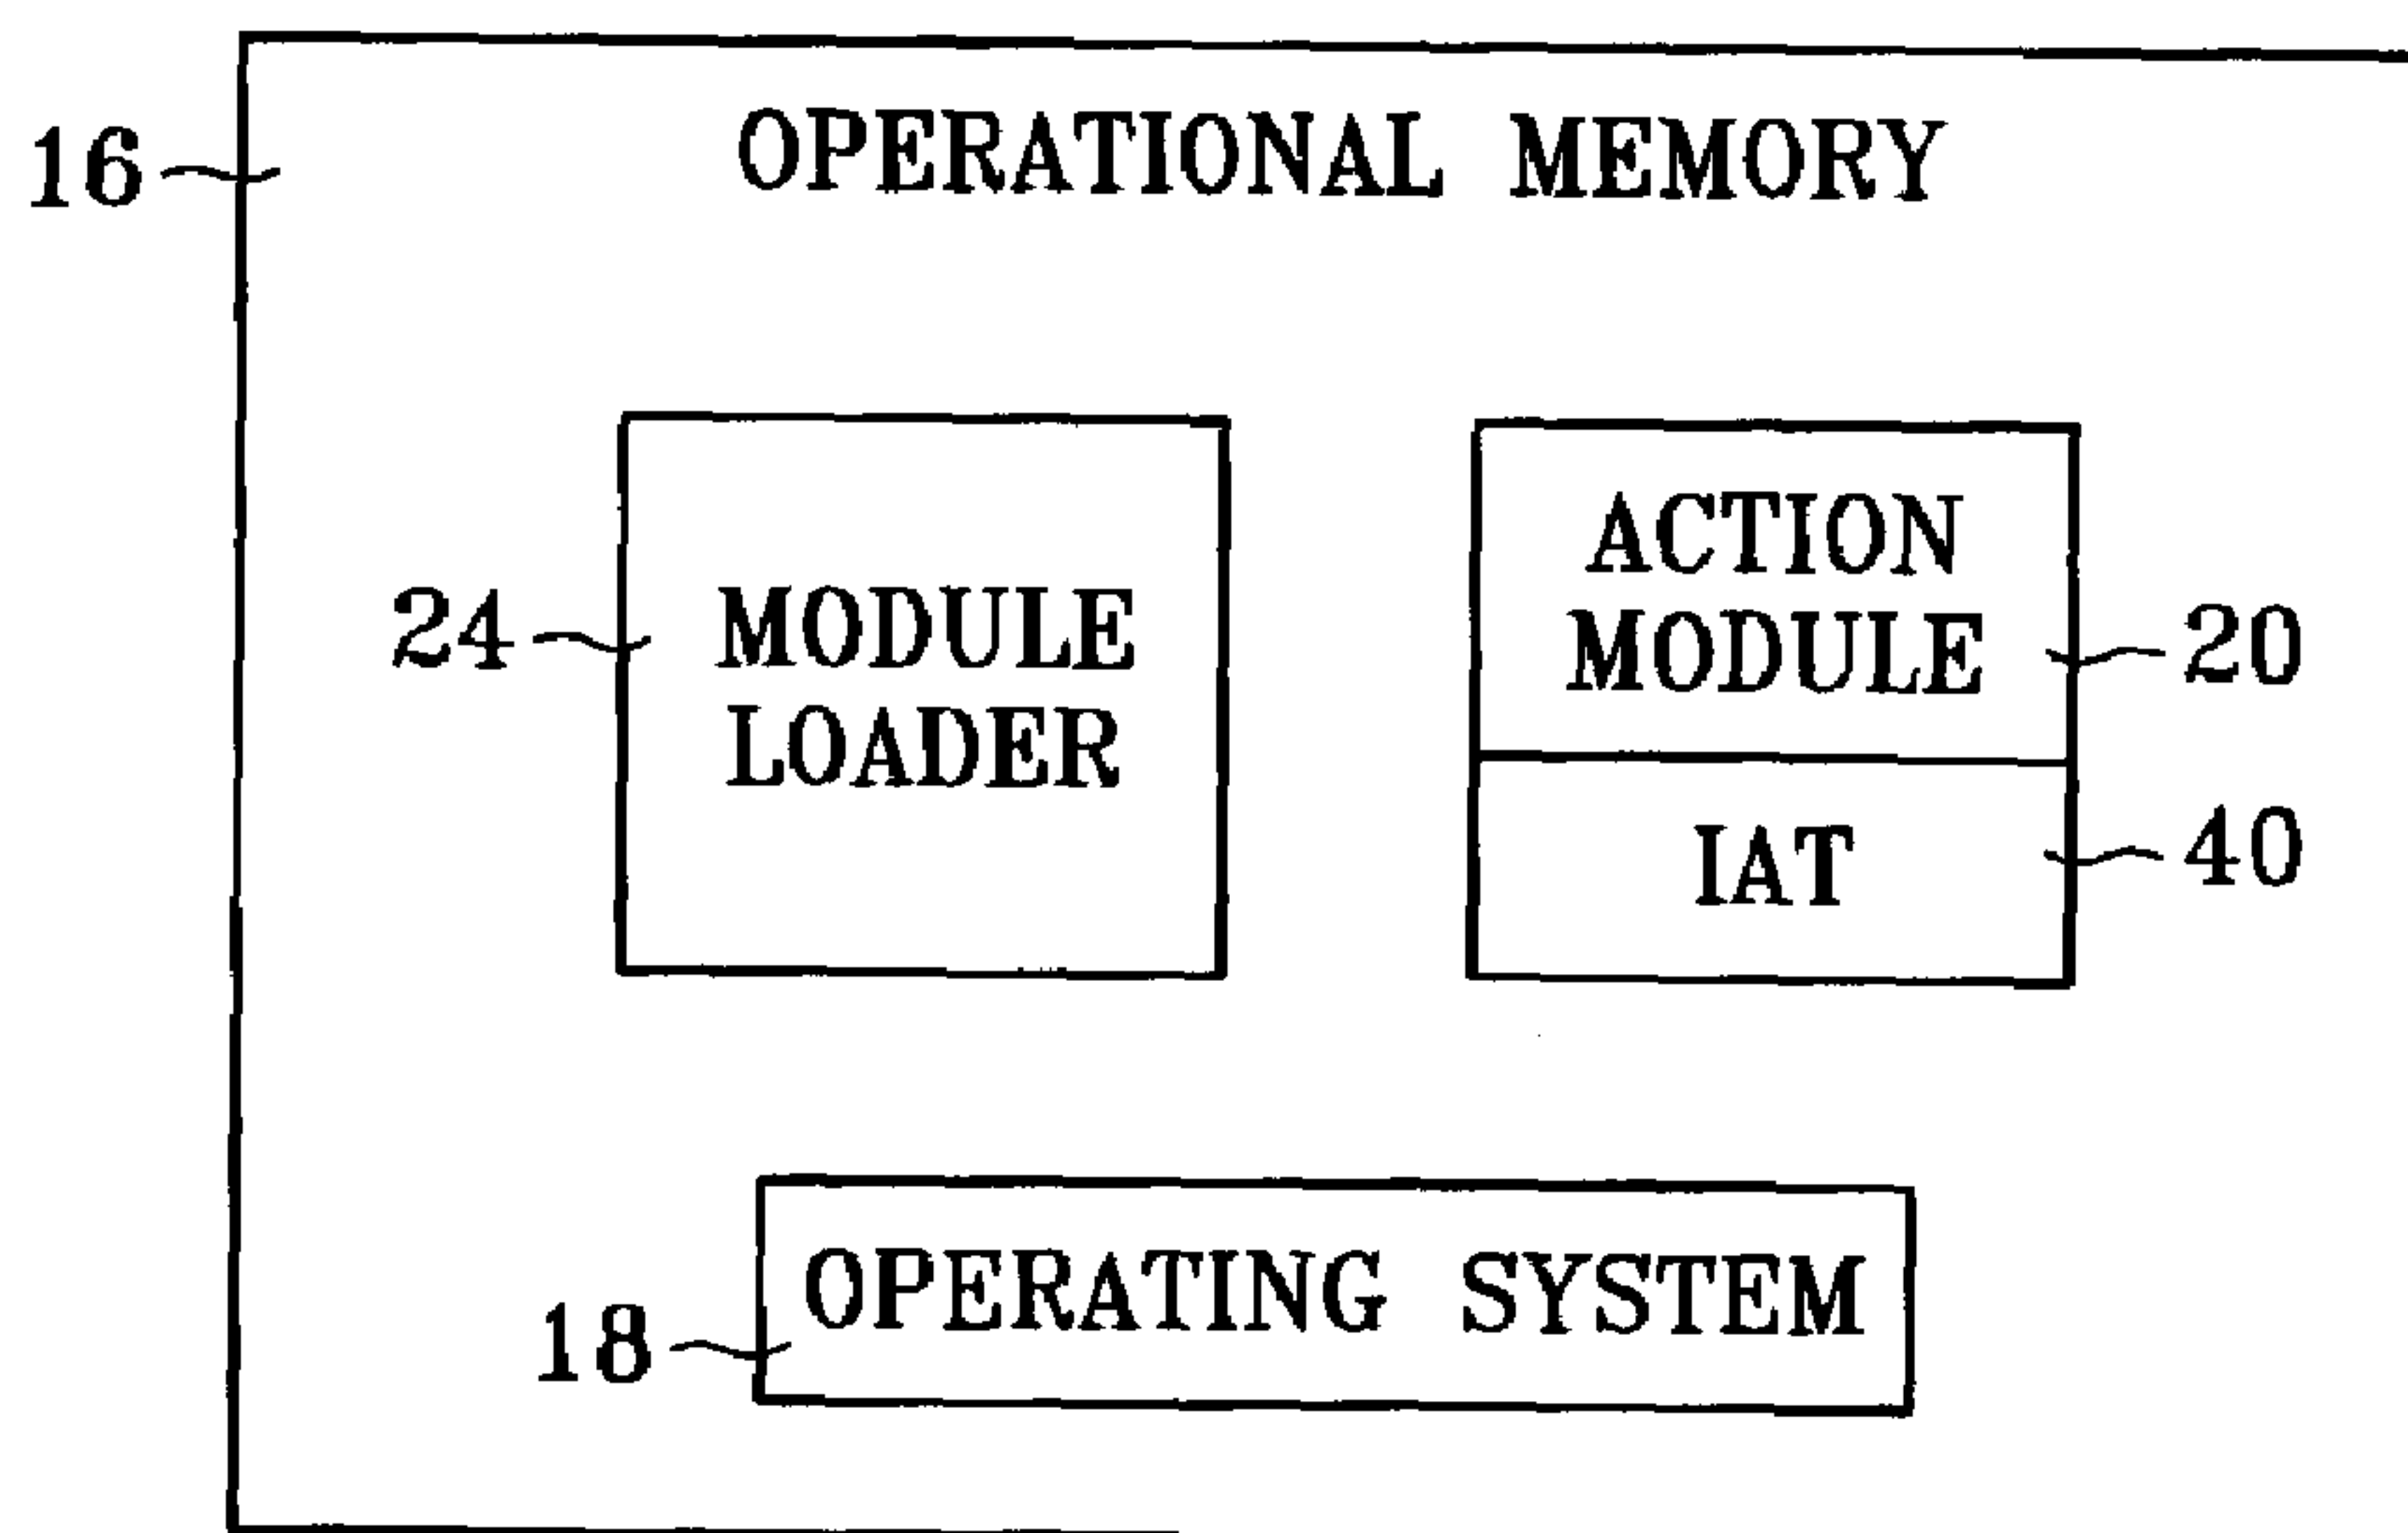 16
OPERATIONAL MEMORY
24
MODULE
LOADER
ACTION
MODULE
20
IAT
40
18
OPERATING SYSTEM